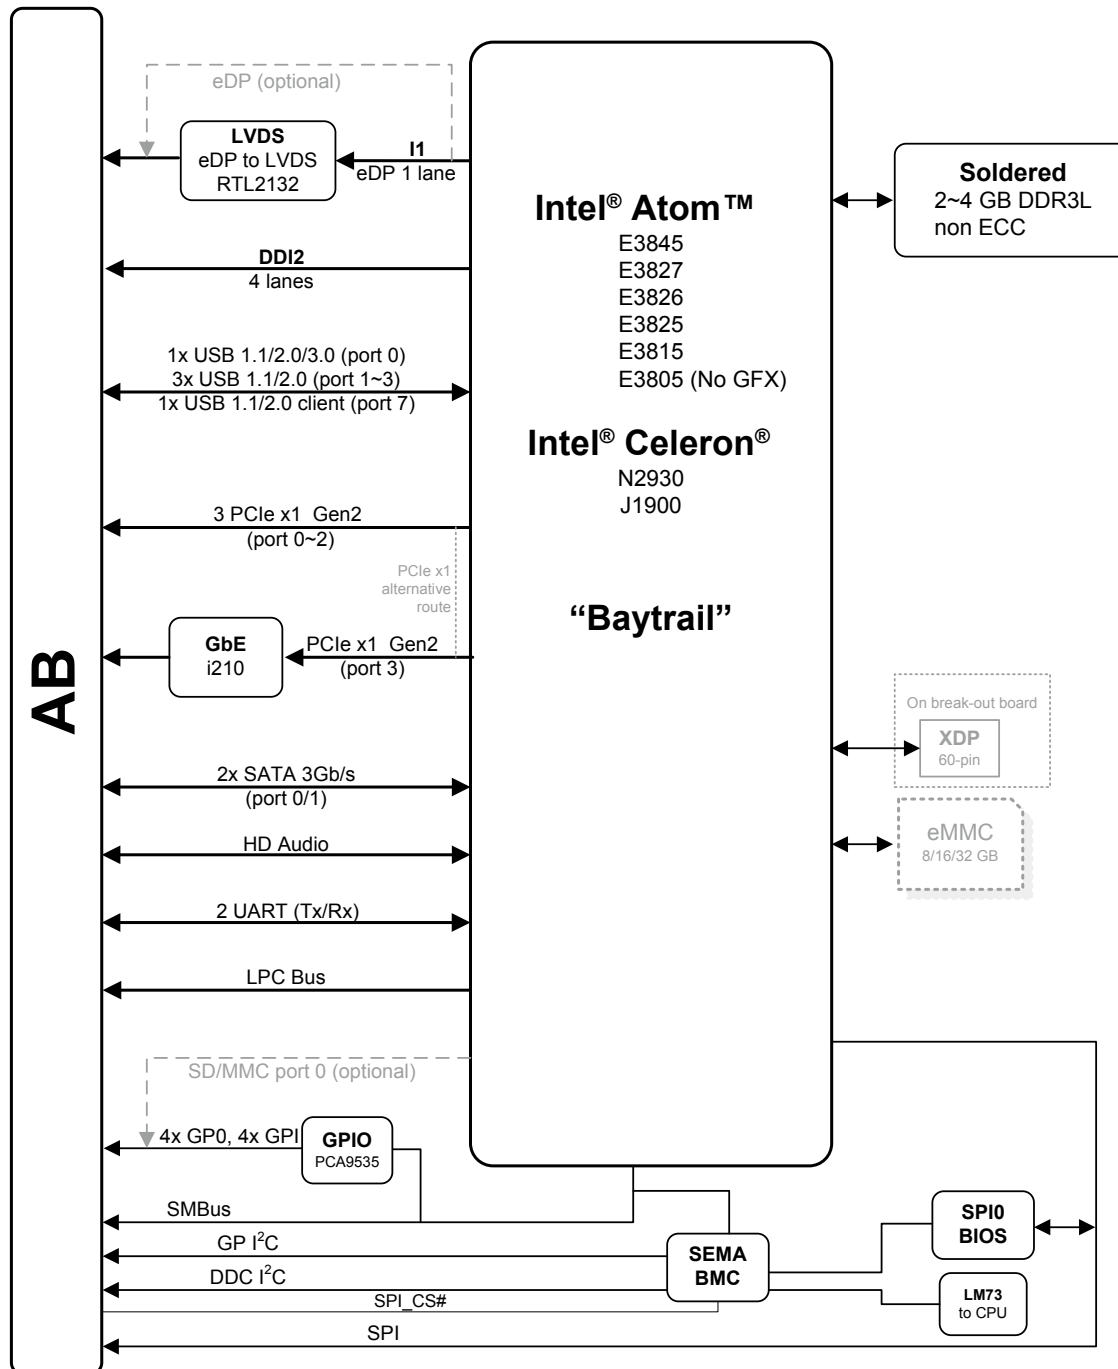 eDP (optional)
LVDS
eDP to LVDS
RTL2132
I1
eDP 1 lane
DDI2
4 lanes
1x USB 1.1/2.0/3.0 (port 0)
3x USB 1.1/2.0 (port 1~3)
1x USB 1.1/2.0 client (port 7)
3 PCIe x1 Gen2
(port 0~2)
PCIe x1
alternative
route
GbE
i210
PCIe x1 Gen2
(port 3)
AB
2x SATA 3Gb/s
(port 0/1)
HD Audio
2 UART (Tx/Rx)
LPC Bus
SD/MMC port 0 (optional)
4x GP0, 4x GPI
GPIO
PCA9535
SMBus
GP I²C
DDC I²C
SPI_CS#
SPI
Intel® Atom™
E3845
E3827
E3826
E3825
E3815
E3805 (No GFX)
Intel® Celeron®
N2930
J1900
“Baytrail”
Soldered
2~4 GB DDR3L
non ECC
On break-out board
XDP
60-pin
eMMC
8/16/32 GB
SEMA
BMC
SPI0
BIOS
LM73
to CPU